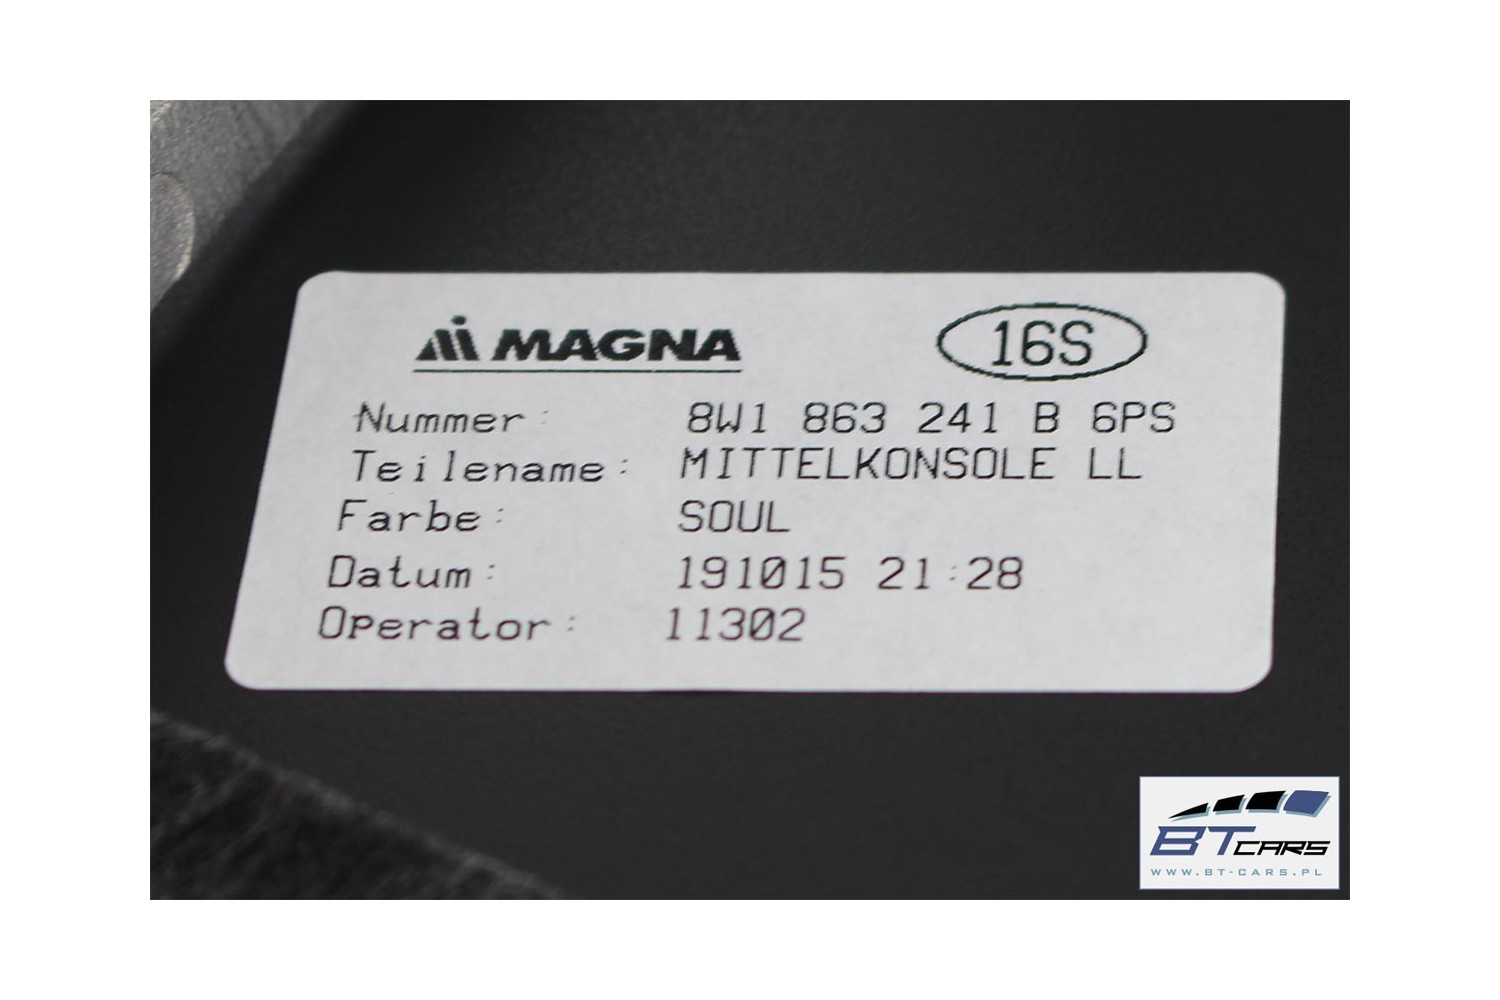 MAGNA
16S
Nummer: 8W1 863 241 B 6PS
Teilename: MITTELKONSOLE LL
Farbe: SOUL
Datum: 191015 21:28
Operator: 11302
BT CARS
WWW.BT-CARS.PL